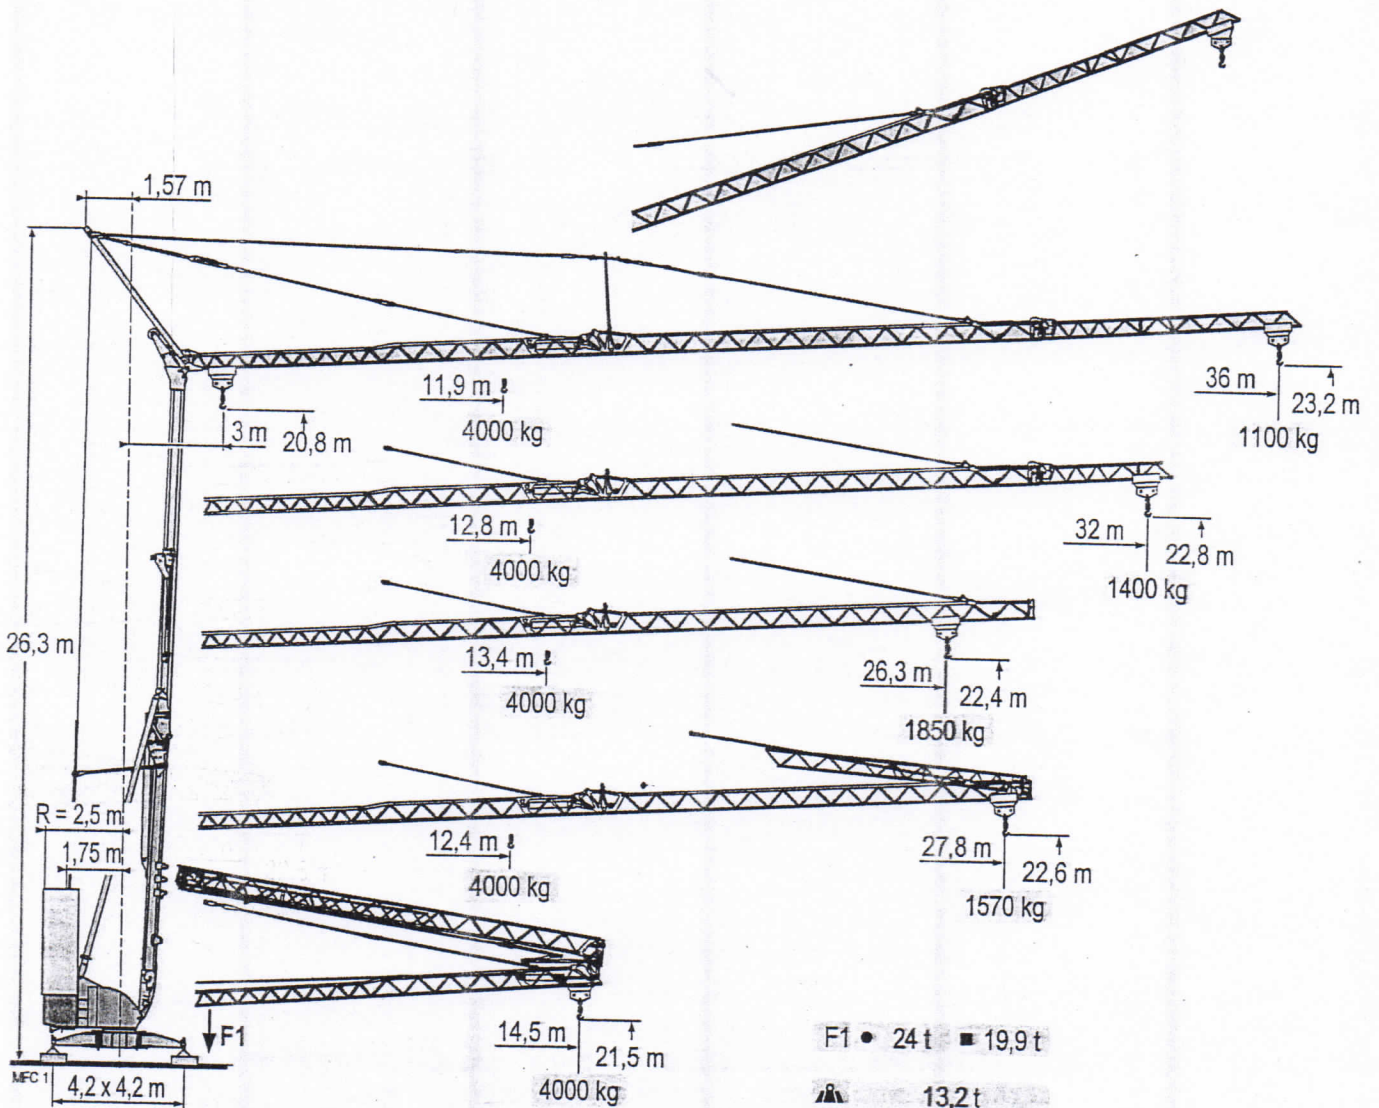 1,57 m
11,9 m
4000 kg
36 m
23,2 m
1100 kg
3 m
20,8 m
12,8 m
4000 kg
32 m
22,8 m
1400 kg
26,3 m
13,4 m
4000 kg
26,3 m
22,4 m
1850 kg
R = 2,5 m
1,75 m
12,4 m
4000 kg
27,8 m
22,6 m
1570 kg
F1
14,5 m
21,5 m
4000 kg
F1 ● 24 t ■ 19,9 t
13,2 t
MFC 1
4,2 x 4,2 m